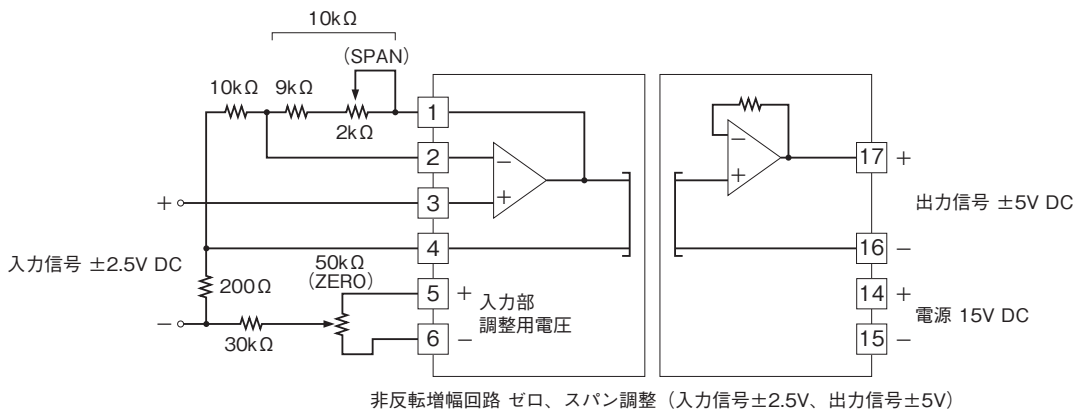 10kΩ
(SPAN)
10kΩ 9kΩ
2kΩ
1
2
3
4
5
6
−
+
+
入力信号 ±2.5V DC
−
200Ω
50kΩ
(ZERO)
30kΩ
+
−
入力部
調整用電圧
−
+
17 +
出力信号 ±5V DC
16 −
14 +
電源 15V DC
15 −
非反転増幅回路 ゼロ、スパン調整（入力信号±2.5V、出力信号±5V）